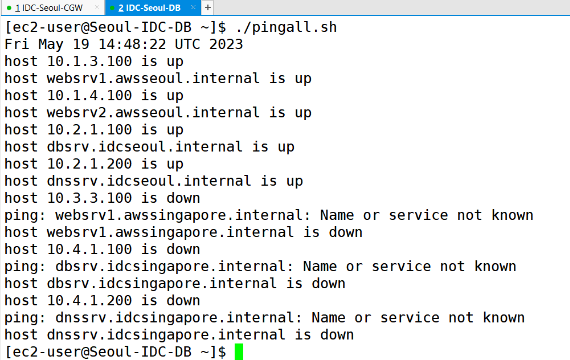 1 IDC-Seoul-CGW
2 IDC-Seoul-DB
[ec2-user@Seoul-IDC-DB ~]$ ./pingall.sh
Fri May 19 14:48:22 UTC 2023
host 10.1.3.100 is up
host websrv1.awsseoul.internal is up
host 10.1.4.100 is up
host websrv2.awsseoul.internal is up
host 10.2.1.100 is up
host dbsrv.idcseoul.internal is up
host 10.2.1.200 is up
host dnssrv.idcseoul.internal is up
host 10.3.3.100 is down
ping: websrv1.awssingapore.internal: Name or service not known
host websrv1.awssingapore.internal is down
host 10.4.1.100 is down
ping: dbsrv.idcsingapore.internal: Name or service not known
host dbsrv.idcsingapore.internal is down
host 10.4.1.200 is down
ping: dnssrv.idcsingapore.internal: Name or service not known
host dnssrv.idcsingapore.internal is down
[ec2-user@Seoul-IDC-DB ~]$